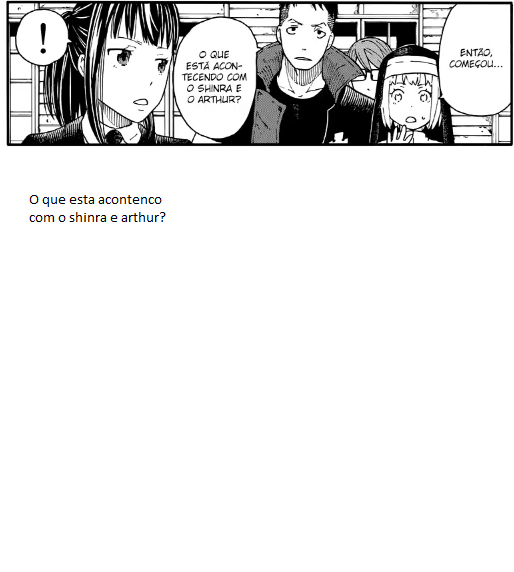 !
O QUE
ESTÁ ACON-
TECENDO COM
O SHINRA E
O ARTHUR?
ENTÃO,
COMEÇOU...
O que esta acontenco
com o shinra e arthur?